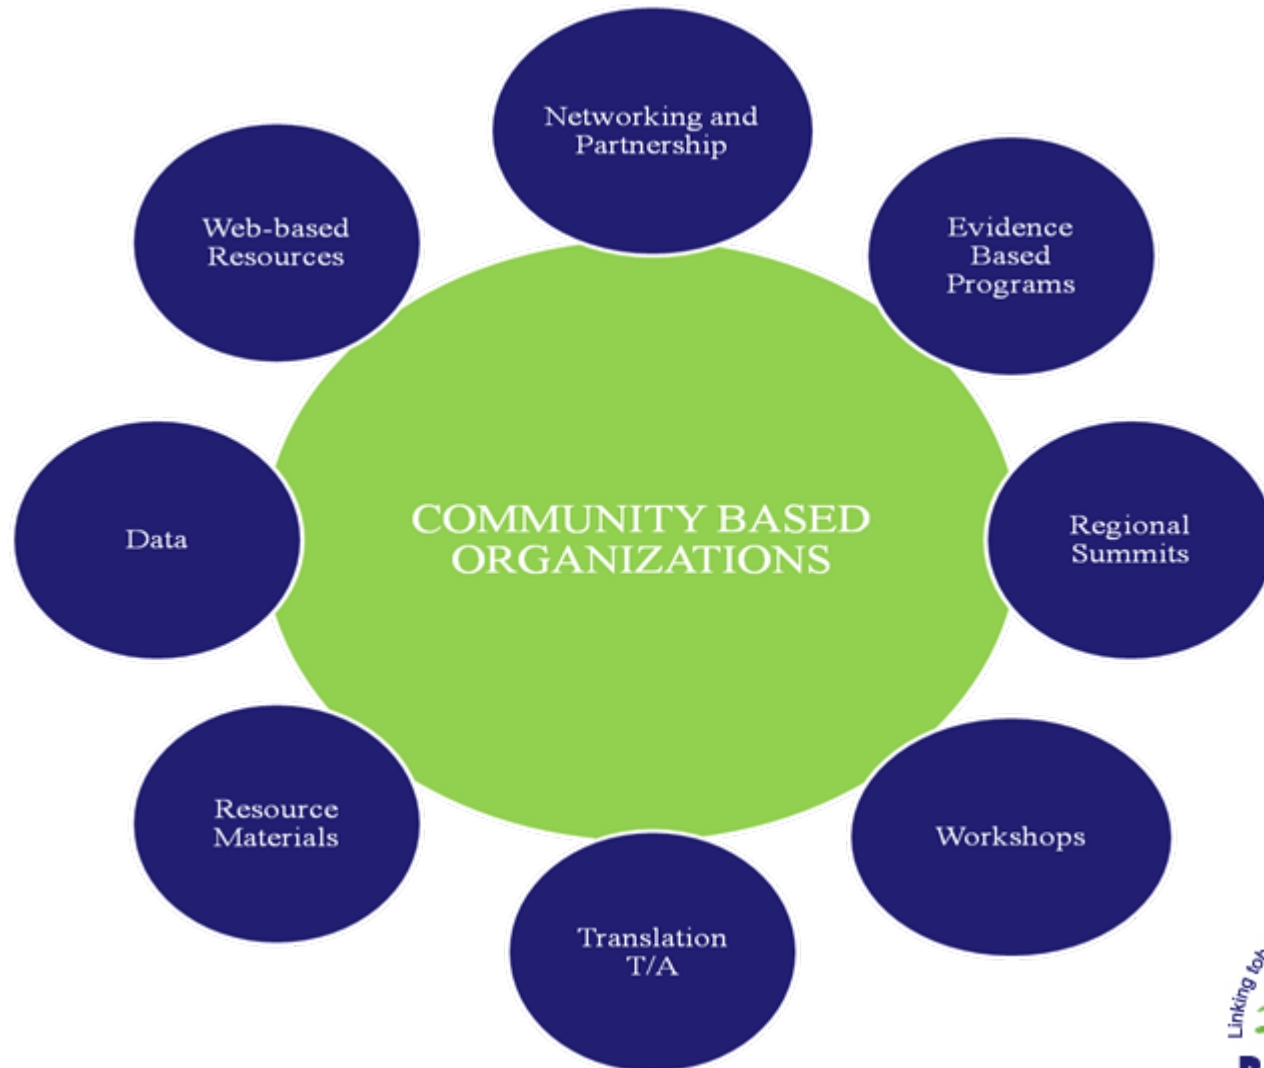 Networking and
Partnership
Evidence
Based
Programs
Regional
Summits
Workshops
Translation
T/A
Resource
Materials
Data
Web-based
Resources
COMMUNITY BASED
ORGANIZATIONS
Linking